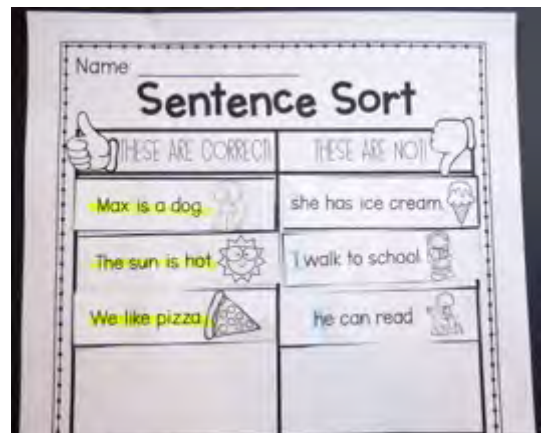 Name
Sentence Sort
THESE ARE CORRECT!
THESE ARE NOT!
Max is a dog.
she has ice cream.
The sun is hot.
I walk to school
We like pizza.
he can read